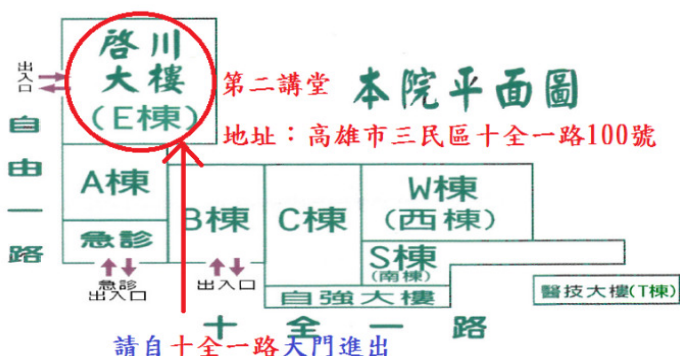 啓川
大樓
(E棟)
出入口
第二講堂
本院平面圖
地址：高雄市三民區十全一路100號
自由一路
A棟
急診
B棟
C棟
W棟
(西棟)
S棟
(南棟)
急診
出入口
出入口
自強大樓
醫技大樓(T棟)
十全一路
請自十全一路大門進出